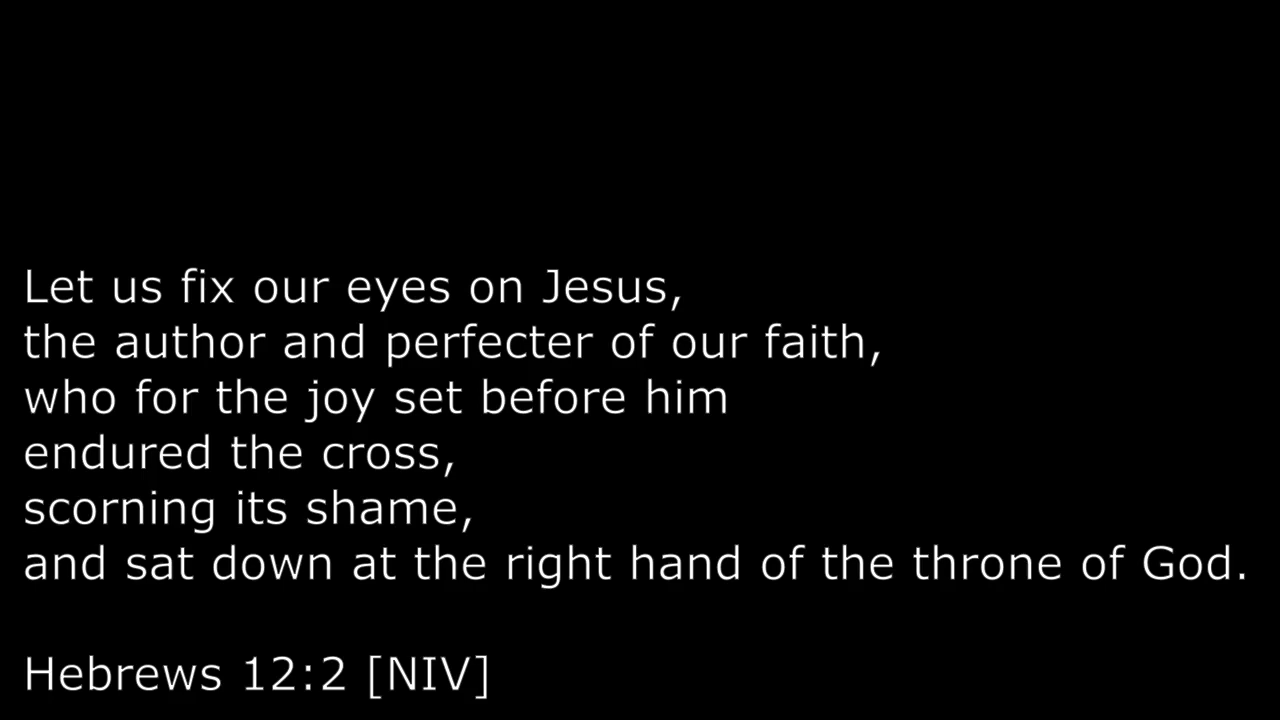 Let us fix our eyes on Jesus,
the author and perfecter of our faith,
who for the joy set before him
endured the cross,
scorning its shame,
and sat down at the right hand of the throne of God.
Hebrews 12:2 [NIV]